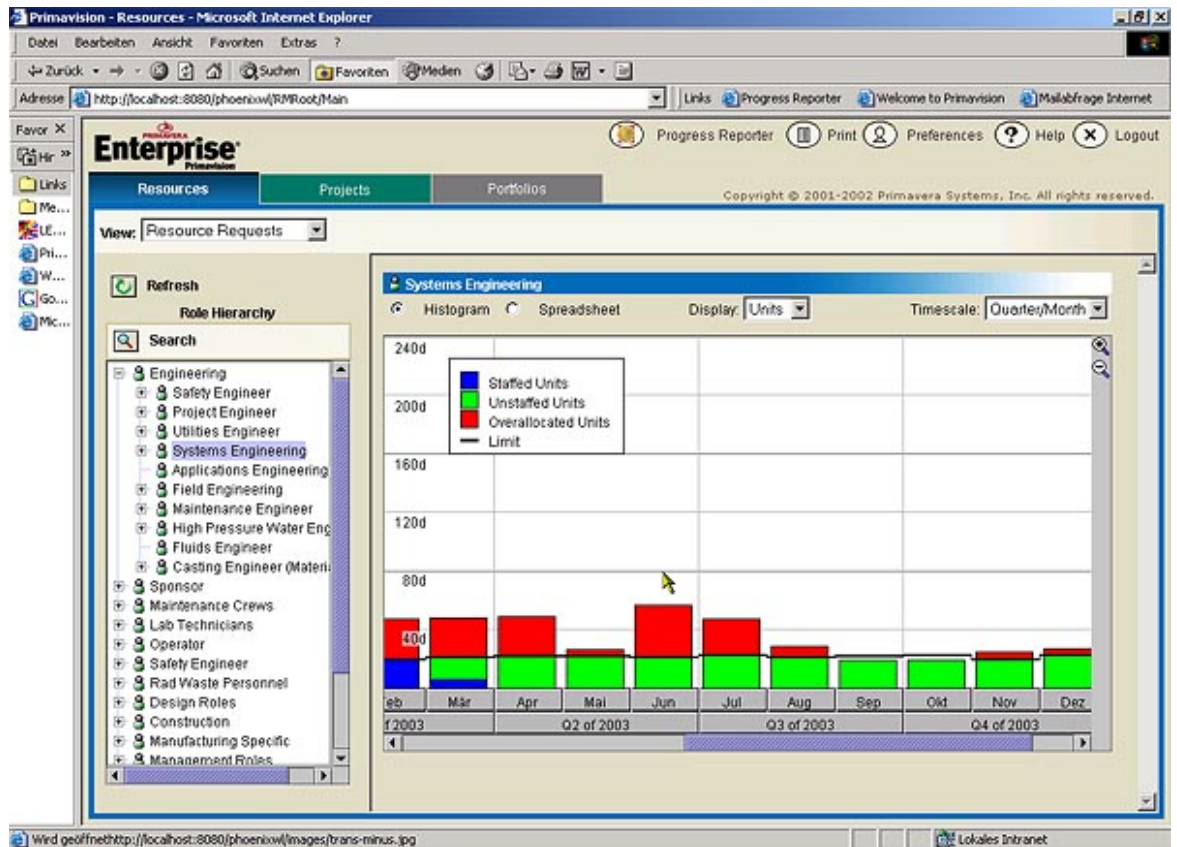 Primavision - Resources - Microsoft Internet Explorer
Datei Bearbeiten Ansicht Favoriten Extras ?
Zurück Suchen Favoriten Medien
Adresse http://localhost:8080/phoenixwl/RMRoot/Main Links Progress Reporter Welcome to Primavision Mailabfrage Internet
Favor X
Hir »
Links
Me...
LE...
Pri...
W...
Go...
Mic...
PRIMAVERA
Enterprise
Primavision
Progress Reporter Print Preferences ? Help X Logout
Resources Projects Portfolios
Copyright © 2001-2002 Primavera Systems, Inc. All rights reserved.
View: Resource Requests
Refresh
Role Hierarchy
Search
Engineering
Safety Engineer
Project Engineer
Utilities Engineer
Systems Engineering
Applications Engineering
Field Engineering
Maintenance Engineer
High Pressure Water Eng
Fluids Engineer
Casting Engineer (Materi
Sponsor
Maintenance Crews
Lab Technicians
Operator
Safety Engineer
Rad Waste Personnel
Design Roles
Construction
Manufacturing Specific
Management Roles
Systems Engineering
Histogram Spreadsheet Display: Units Timescale: Quarter/Month
240d
200d
160d
120d
80d
40d
Staffed Units
Unstaffed Units
Overallocated Units
Limit
eb Mär Apr Mai Jun Jul Aug Sep Okt Nov Dez
f 2003 Q2 of 2003 Q3 of 2003 Q4 of 2003
Wird geöffnethttp://localhost:8080/phoenixwl/images/trans-minus.jpg Lokales Intranet